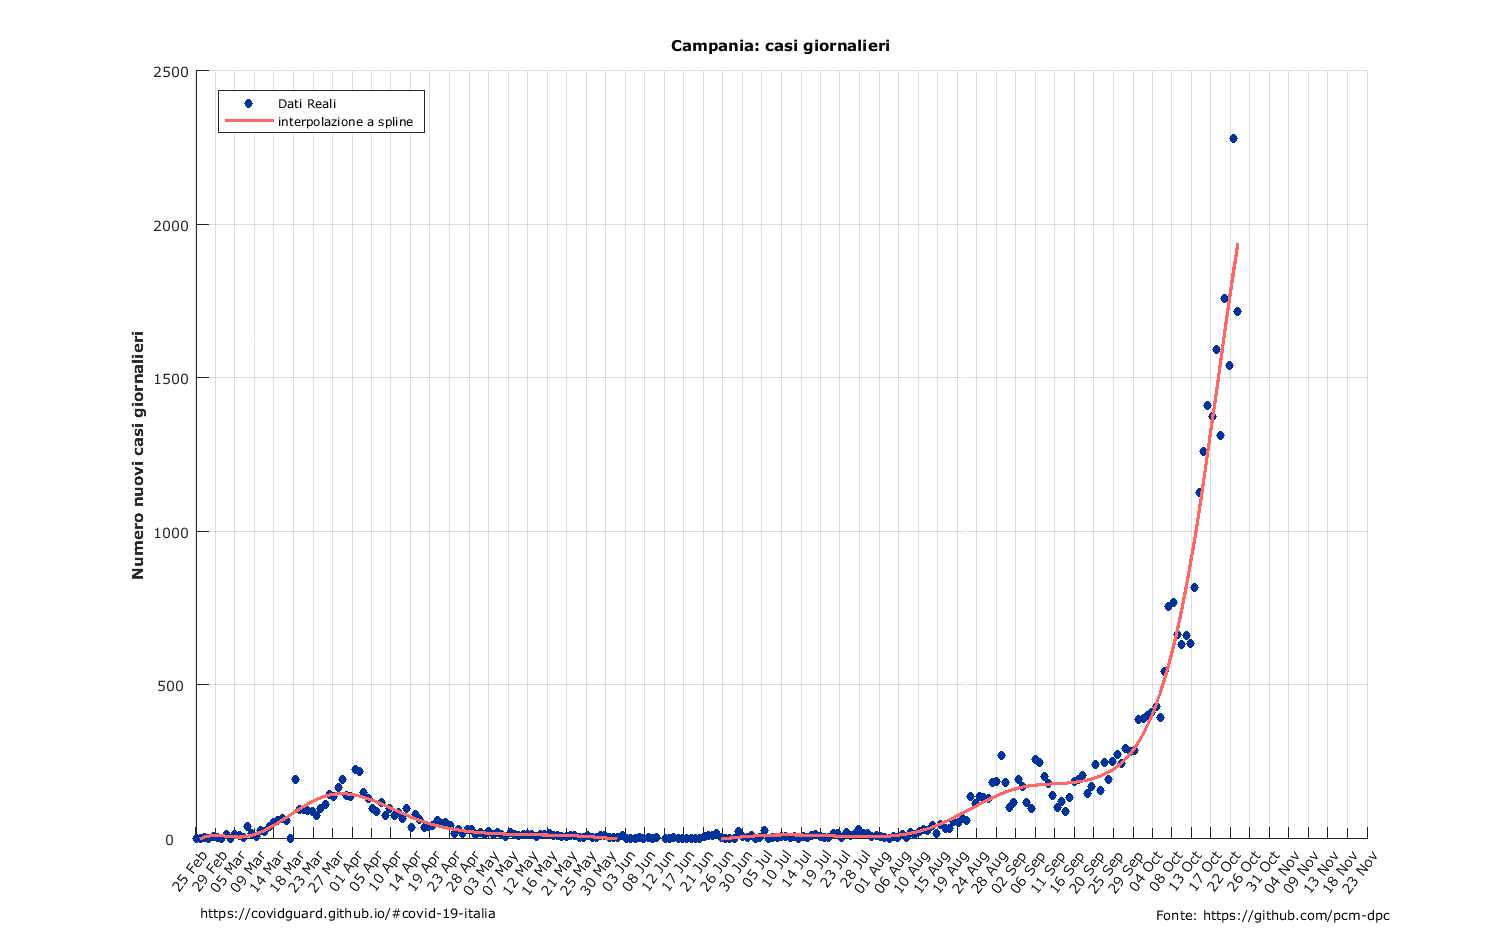 Campania: casi giornalieri
2500
2000
1500
1000
500
0
Dati Reali
interpolazione a spline
Numero nuovi casi giornalieri
25 Feb
29 Feb
05 Mar
09 Mar
14 Mar
18 Mar
23 Mar
27 Mar
01 Apr
05 Apr
10 Apr
14 Apr
19 Apr
23 Apr
28 Apr
03 May
07 May
12 May
16 May
21 May
25 May
30 May
03 Jun
08 Jun
12 Jun
17 Jun
21 Jun
26 Jun
30 Jun
05 Jul
10 Jul
14 Jul
19 Jul
23 Jul
28 Jul
01 Aug
06 Aug
10 Aug
15 Aug
19 Aug
24 Aug
28 Aug
02 Sep
06 Sep
11 Sep
16 Sep
20 Sep
25 Sep
29 Sep
04 Oct
08 Oct
13 Oct
17 Oct
22 Oct
26 Oct
31 Oct
04 Nov
09 Nov
13 Nov
18 Nov
23 Nov
https://covidguard.github.io/#covid-19-italia
Fonte: https://github.com/pcm-dpc